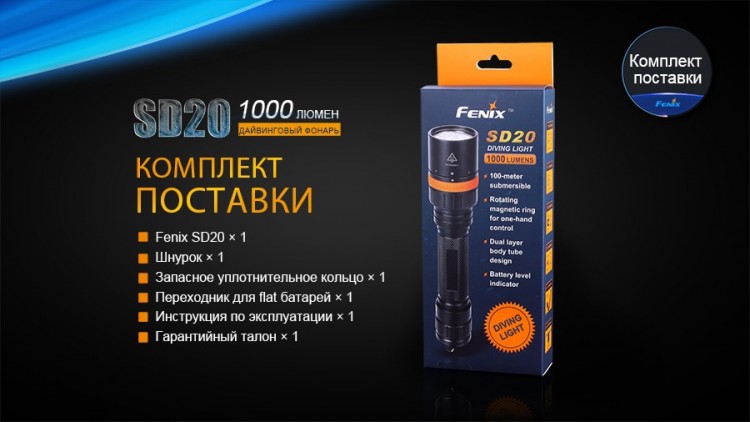 Комплект
поставки
FENIX
SD20 1000 ЛЮМЕН
ДАЙВИНГОВЫЙ ФОНАРЬ
КОМПЛЕКТ
ПОСТАВКИ
Fenix SD20 × 1
Шнурок × 1
Запасное уплотнительное кольцо × 1
Переходник для flat батарей × 1
Инструкция по эксплуатации × 1
Гарантийный талон × 1
FENIX™
SD20
DIVING LIGHT
1000 LUMENS
100-meter
submersible
Rotating
magnetic ring
for one-hand
control
Dual layer
body tube
design
Battery level
indicator
DIVING
LIGHT